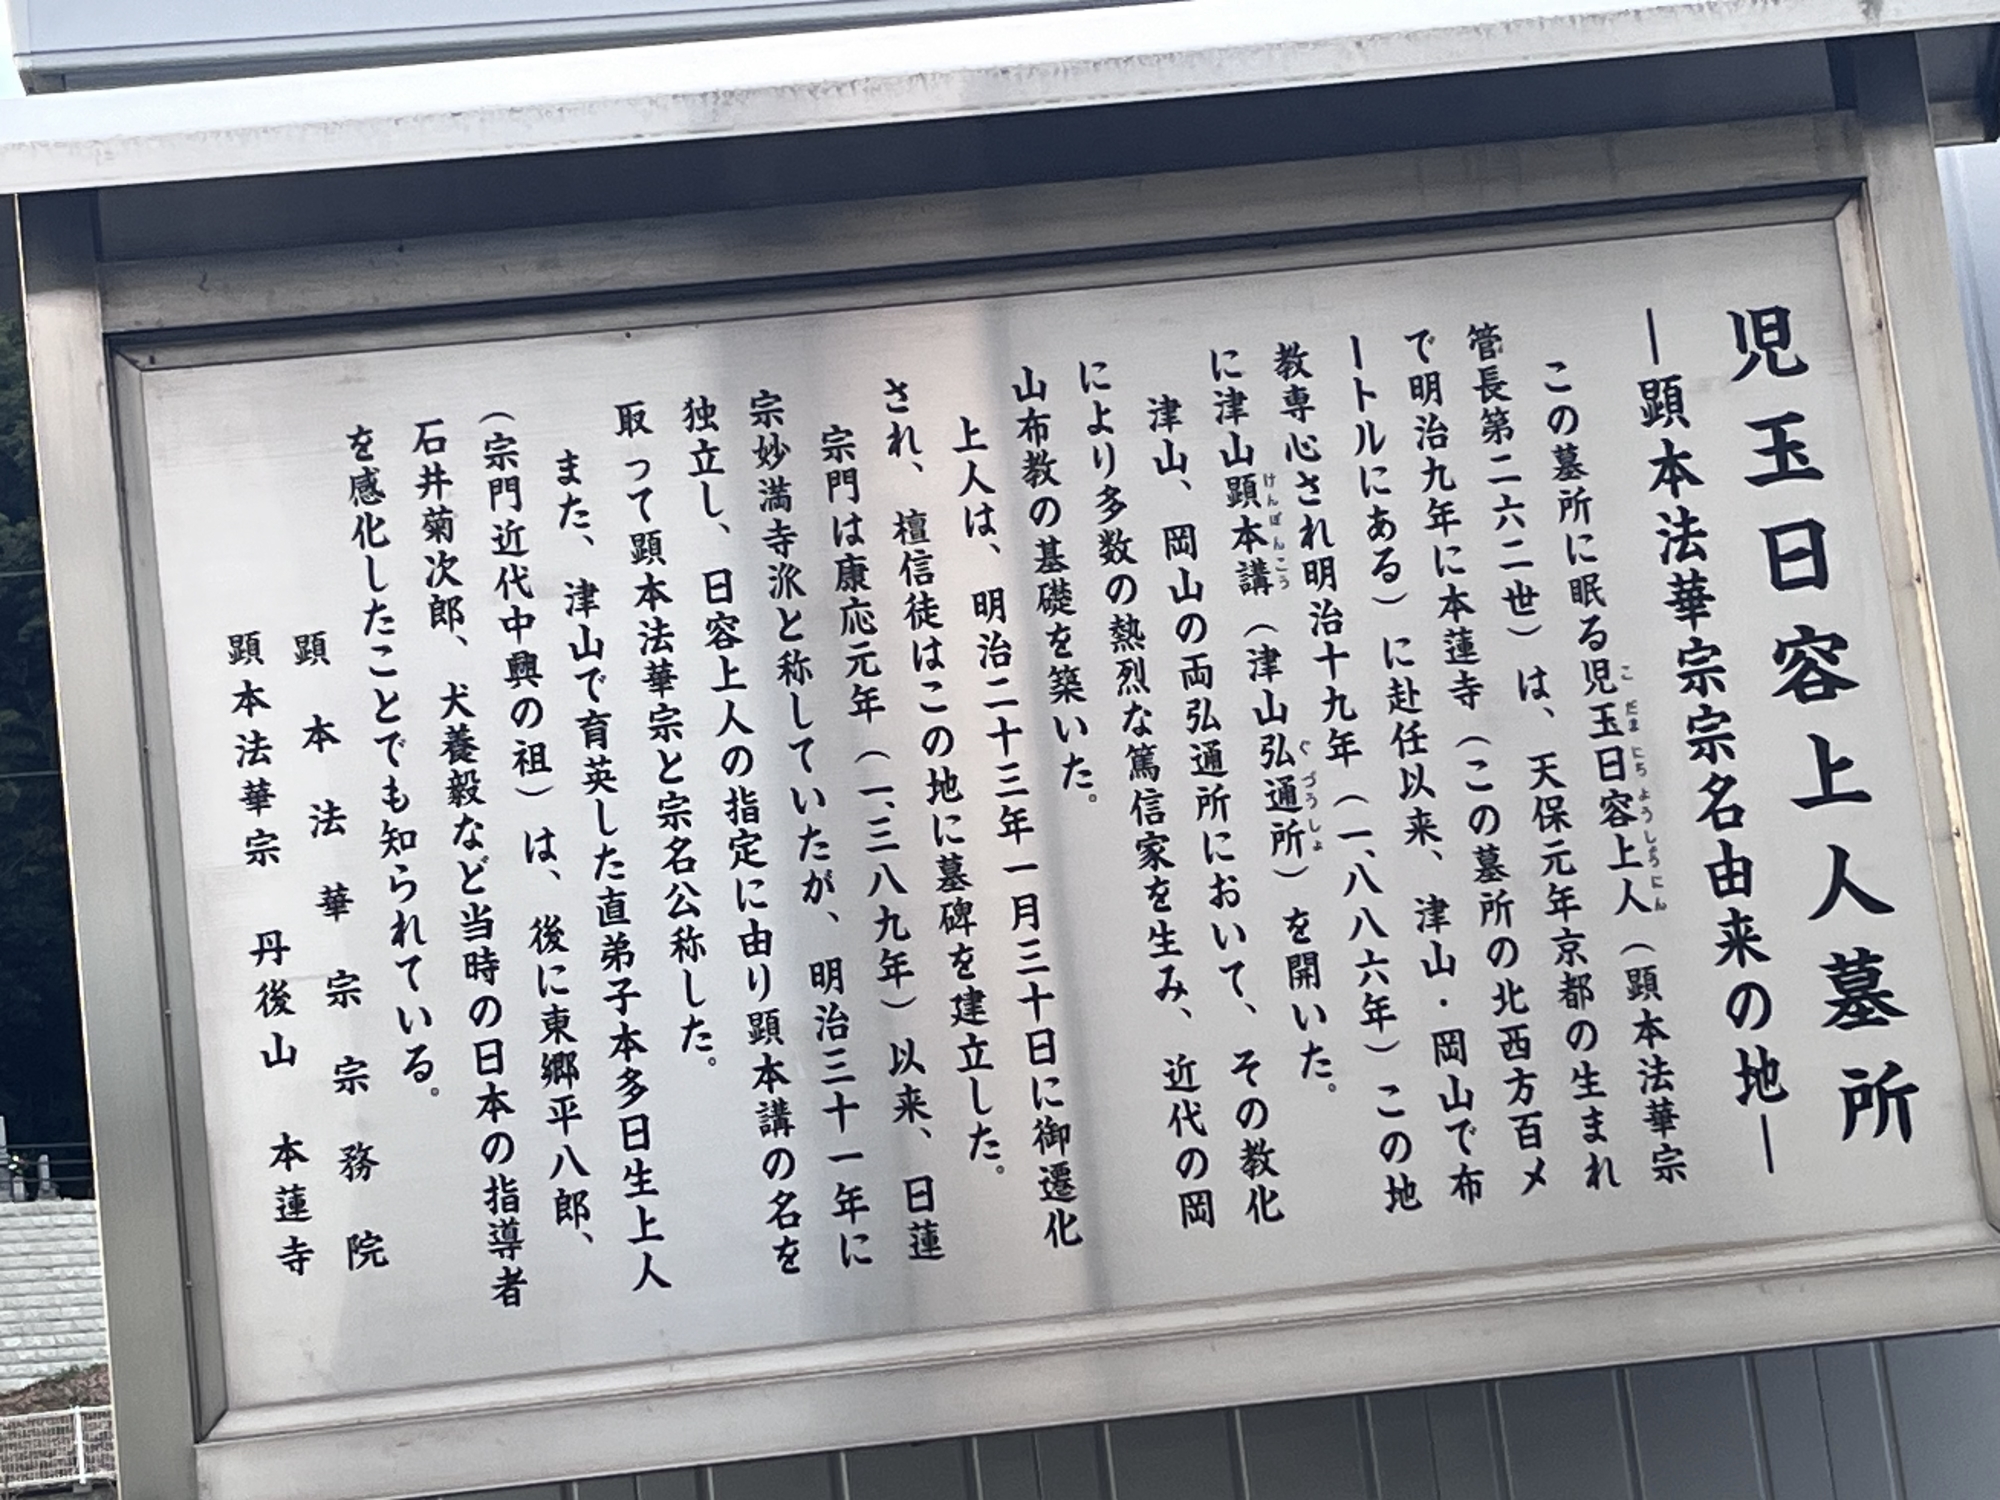 児玉日容上人墓所
―顕本法華宗宗名由来の地―
この墓所に眠る児玉日容上人（顕本法華宗
管長第二六二世）は、天保元年京都の生まれ
で明治九年に本蓮寺（この墓所の北西方百メ
ートルにある）に赴任以来、津山・岡山で布
教専心され明治十九年（一、八八六年）この地
に津山顕本講（津山弘通所）を開いた。
津山、岡山の両弘通所において、その教化
により多数の熱烈な篤信家を生み、近代の岡
山布教の基礎を築いた。
上人は、明治二十三年一月三十日に御遷化
され、檀信徒はこの地に墓碑を建立した。
宗門は康応元年（一、三八九年）以来、日蓮
宗妙満寺派と称していたが、明治三十一年に
独立し、日容上人の指定に由り顕本講の名を
取って顕本法華宗と宗名公称した。
また、津山で育英した直弟子本多日生上人
（宗門近代中興の祖）は、後に東郷平八郎、
石井菊次郎、犬養毅など当時の日本の指導者
を感化したことでも知られている。
顕本法華宗宗務院
顕本法華宗　丹後山　本蓮寺